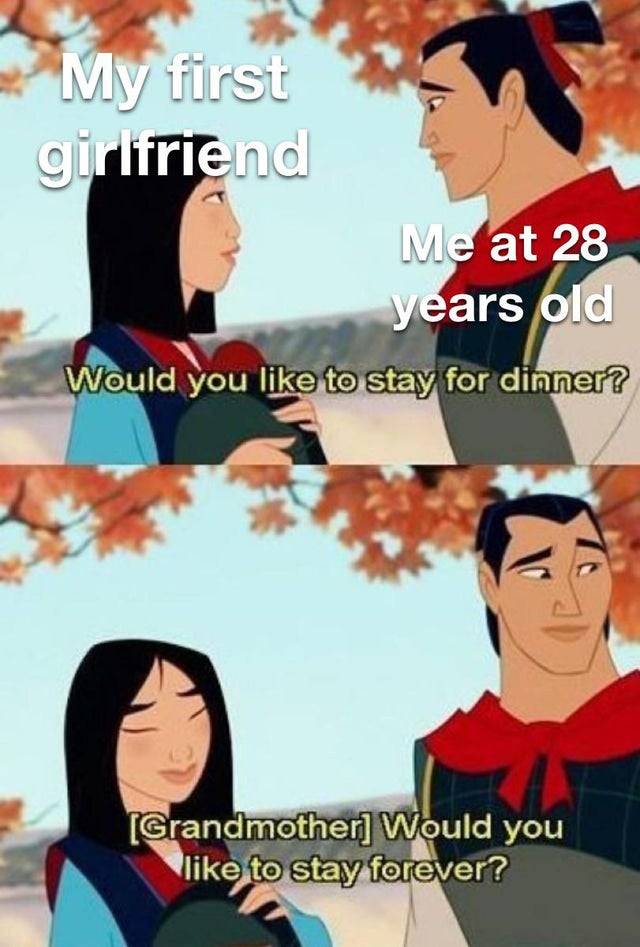 My first
girlfriend
Me at 28
years old
Would you like to stay for dinner?
[Grandmother] Would you
like to stay forever?